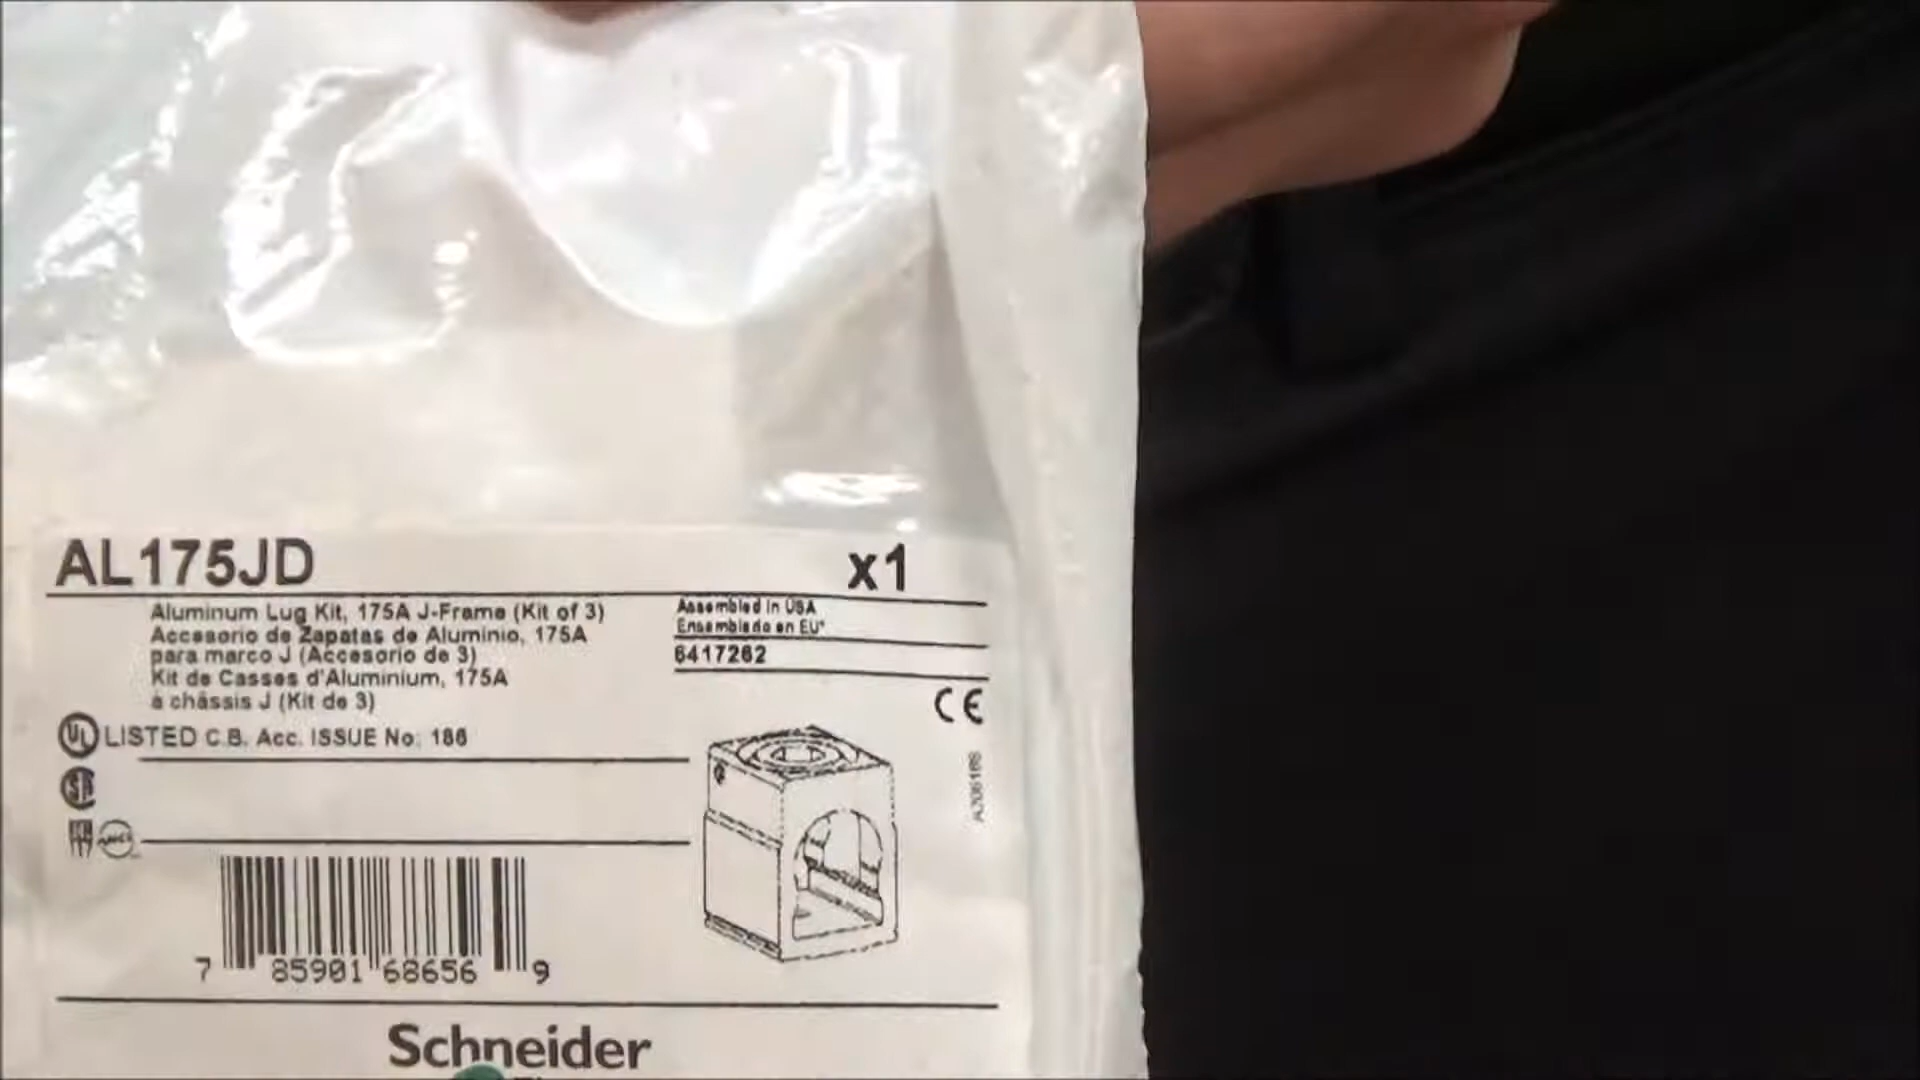 AL175JD x1
Aluminum Lug Kit, 175A J-Frame (Kit of 3)
Accesorio de Zapatas de Aluminio, 175A
para marco J (Accesorio de 3)
Kit de Casses d'Aluminium, 175A
à châssis J (Kit de 3)
Assembled in USA
Ensamblado en EU*
6417262
CE
UL LISTED C.B. Acc. ISSUE No. 186
7 85901 68656 9
Schneider